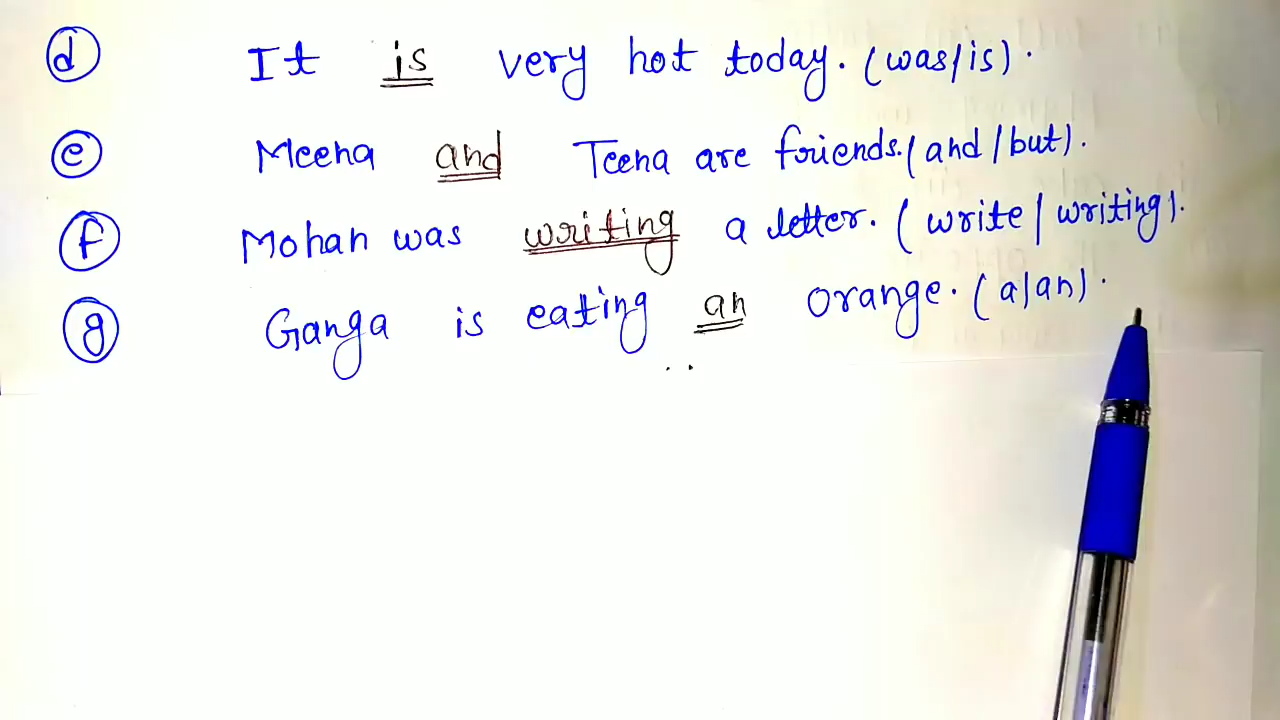 d It is very hot today. (was/is).
e Meena and Teena are friends. (and/but).
f Mohan was writing a letter. (write/writing).
g Ganga is eating an orange. (a/an).